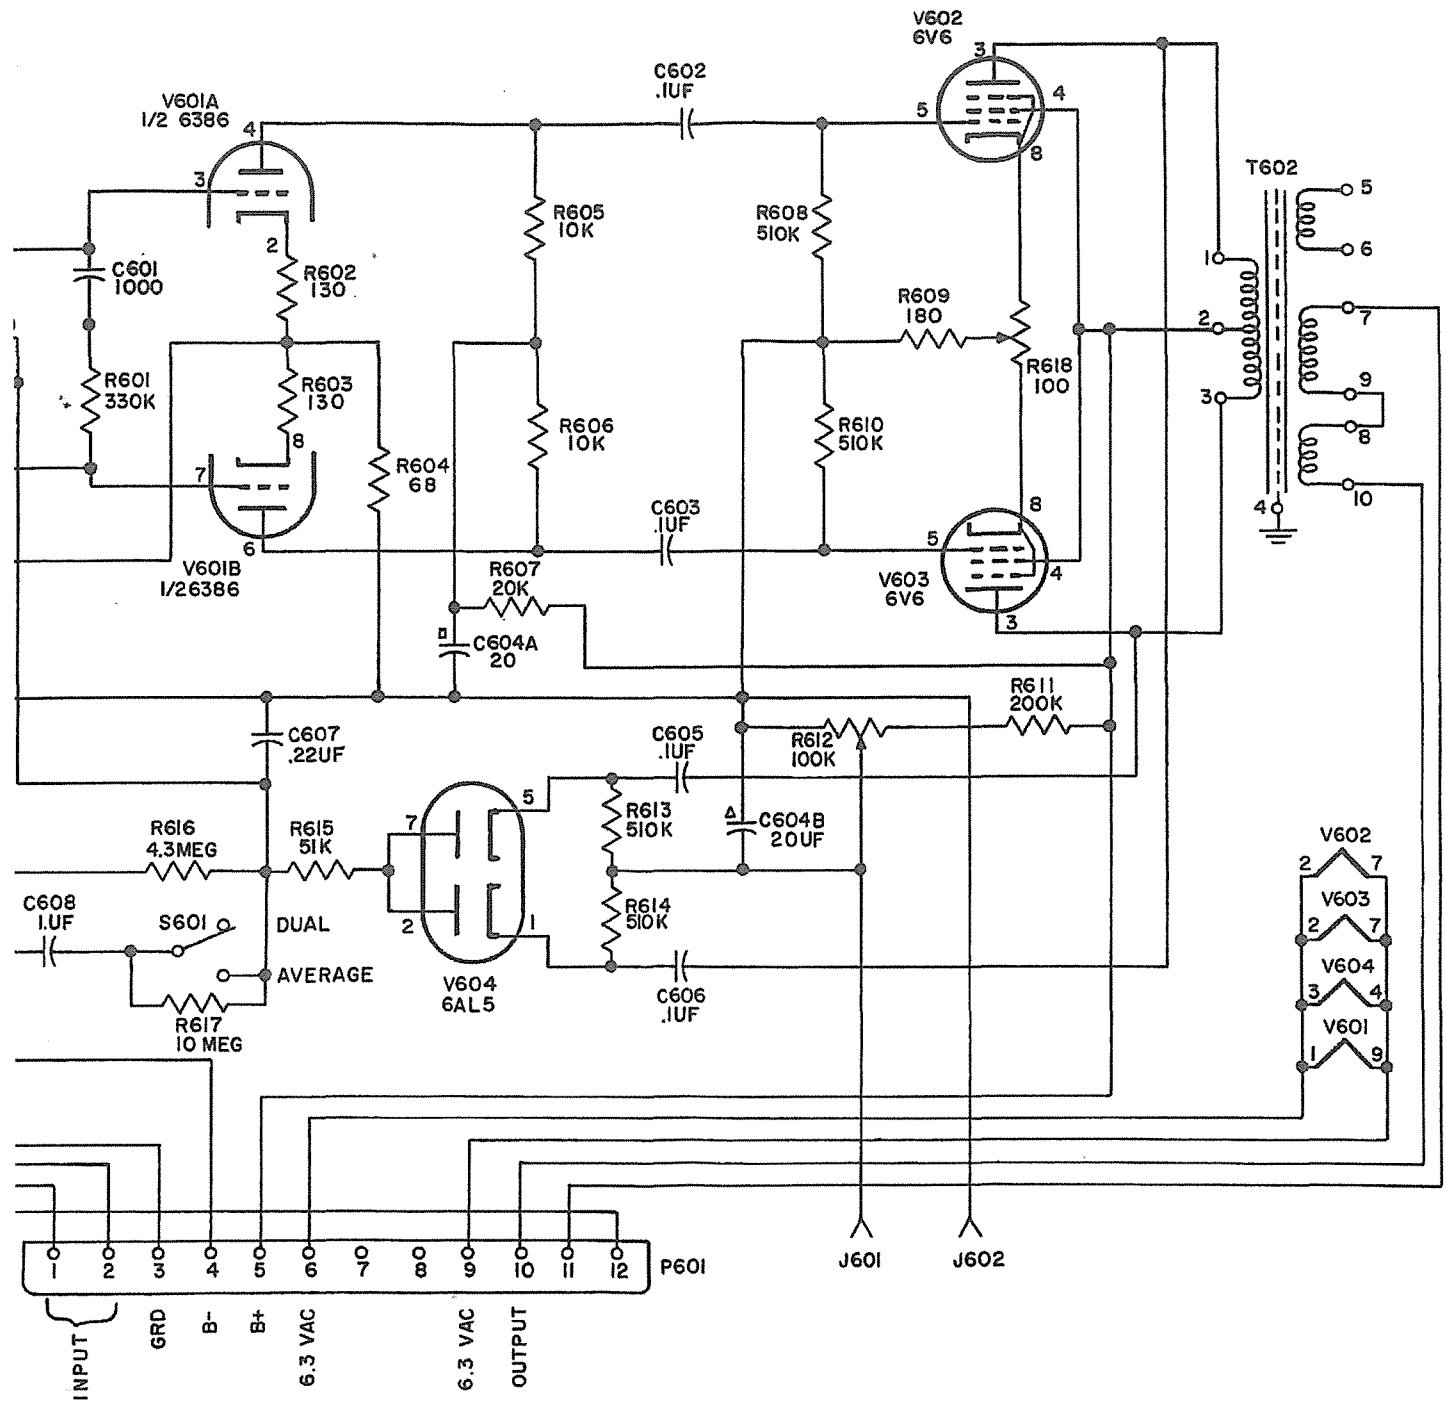 V602
6V6
3
4
5
8
C602
.1UF
V601A
1/2 6386
4
3
2
T602
5
6
1
2
3
7
9
8
10
4
C601
1000
R602
130
R605
10K
R608
510K
R609
180
R618
100
R601
330K
R603
130
8
7
6
R606
10K
R610
510K
R604
68
C603
.1UF
V601B
1/26386
R607
20K
5
8
4
3
V603
6V6
C604A
20
R611
200K
R612
100K
C607
.22UF
C605
.1UF
5
7
2
1
R613
510K
C604B
20UF
R616
4.3MEG
R615
51K
R614
510K
C608
1.UF
S601
DUAL
AVERAGE
R617
10 MEG
V604
6AL5
C606
.1UF
V602
2 7
V603
2 7
V604
3 4
V601
1 9
J601
J602
1 2 3 4 5 6 7 8 9 10 11 12
P601
INPUT
GRD
B-
B+
6.3 VAC
6.3 VAC
OUTPUT